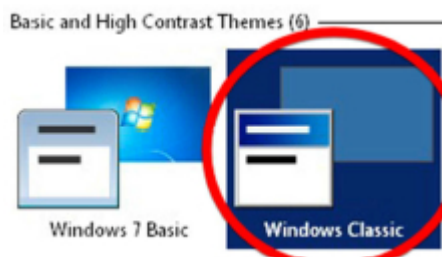 Basic and High Contrast Themes (6)
Windows 7 Basic
Windows Classic